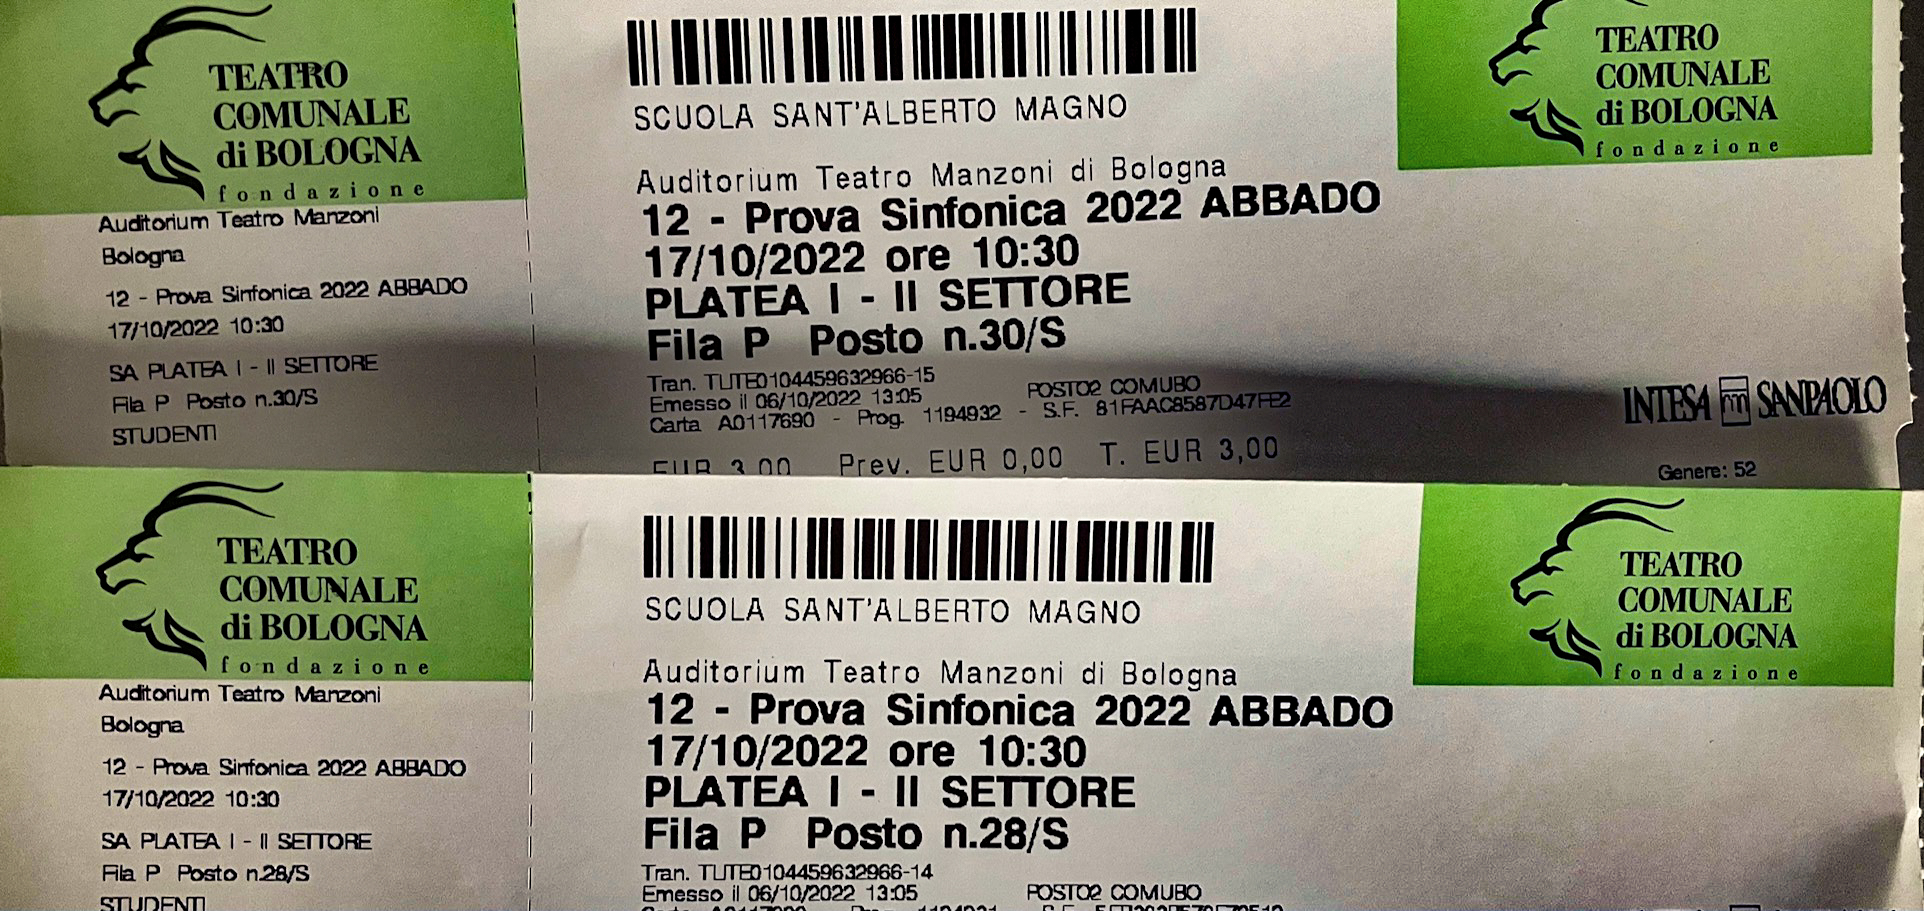 TEATRO
COMUNALE
di BOLOGNA
fondazione
Auditorium Teatro Manzoni
Bologna
12 - Prova Sinfonica 2022 ABBADO
17/10/2022 10:30
SA PLATEA I - II SETTORE
Fila P Posto n.30/S
STUDENTI
SCUOLA SANT'ALBERTO MAGNO
Auditorium Teatro Manzoni di Bologna
12 - Prova Sinfonica 2022 ABBADO
17/10/2022 ore 10:30
PLATEA I - II SETTORE
Fila P Posto n.30/S
Tran. TLITE0104459632966-15
Emesso il 06/10/2022 13:05 POSTO2 COMUBO
Carta A0117690 - Prog. 1194932 - S.F. 81FAAC8587D47FE2
EUR 3,00 Prev. EUR 0,00 T. EUR 3,00
TEATRO
COMUNALE
di BOLOGNA
fondazione
INTESA SANPAOLO
Genere: 52
TEATRO
COMUNALE
di BOLOGNA
fondazione
Auditorium Teatro Manzoni
Bologna
12 - Prova Sinfonica 2022 ABBADO
17/10/2022 10:30
SA PLATEA I - II SETTORE
Fila P Posto n.28/S
STUDENTI
SCUOLA SANT'ALBERTO MAGNO
Auditorium Teatro Manzoni di Bologna
12 - Prova Sinfonica 2022 ABBADO
17/10/2022 ore 10:30
PLATEA I - II SETTORE
Fila P Posto n.28/S
Tran. TLITE0104459632966-14
Emesso il 06/10/2022 13:05 POSTO2 COMUBO
TEATRO
COMUNALE
di BOLOGNA
fondazione